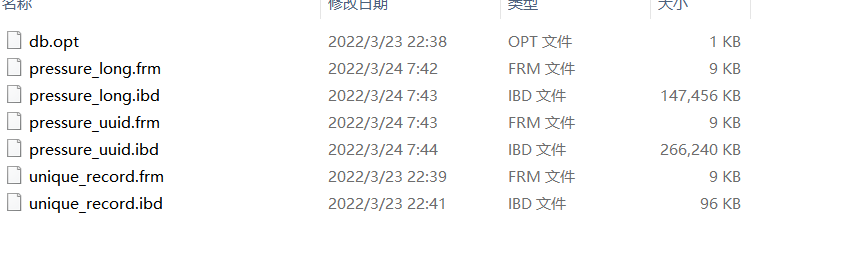 名称 修改日期 类型 大小
db.opt 2022/3/23 22:38 OPT 文件 1 KB
pressure_long.frm 2022/3/24 7:42 FRM 文件 9 KB
pressure_long.ibd 2022/3/24 7:43 IBD 文件 147,456 KB
pressure_uuid.frm 2022/3/24 7:43 FRM 文件 9 KB
pressure_uuid.ibd 2022/3/24 7:44 IBD 文件 266,240 KB
unique_record.frm 2022/3/23 22:39 FRM 文件 9 KB
unique_record.ibd 2022/3/23 22:41 IBD 文件 96 KB